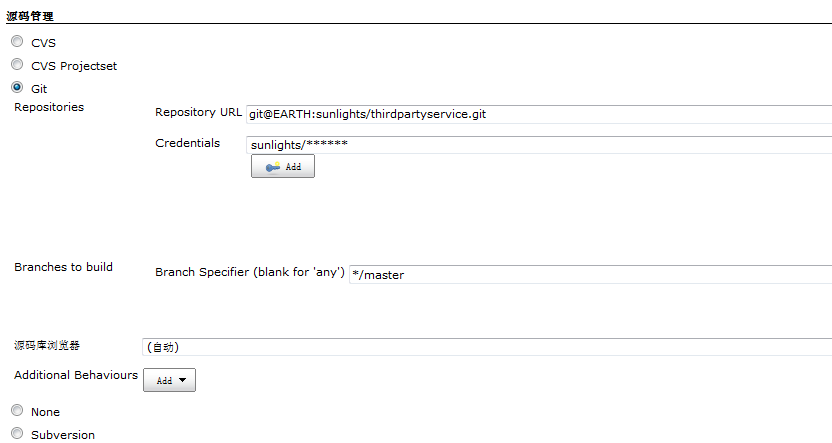 源码管理
CVS
CVS Projectset
Git
Repositories
Repository URL git@EARTH:sunlights/thirdpartyservice.git
Credentials sunlights/******
Add
Branches to build
Branch Specifier (blank for 'any') */master
源码库浏览器 (自动)
Additional Behaviours Add
None
Subversion